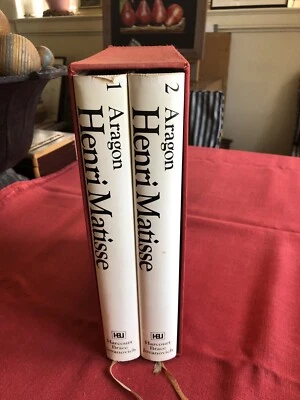 1 Aragon
Henri Matisse
HBJ
Harcourt
Brace
Jovanovich
2 Aragon
Henri Matisse
HBJ
Harcourt
Brace
Jovanovich